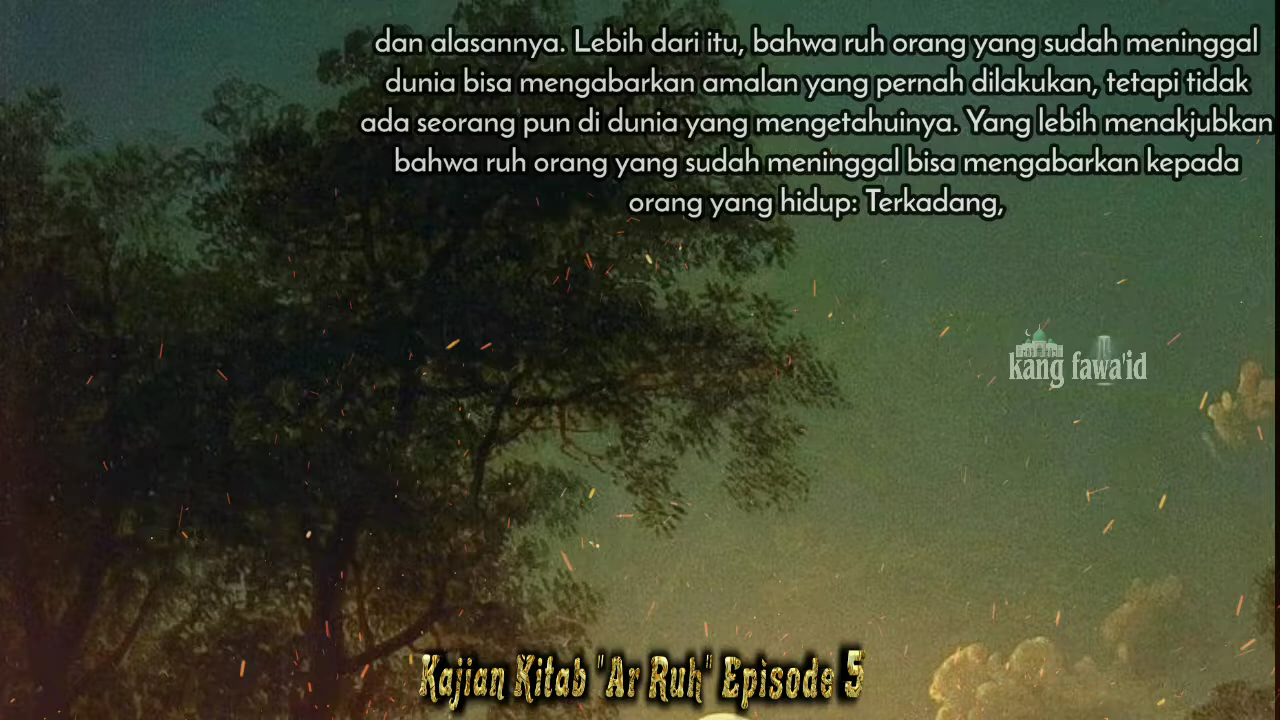 dan alasannya. Lebih dari itu, bahwa ruh orang yang sudah meninggal
dunia bisa mengabarkan amalan yang pernah dilakukan, tetapi tidak
ada seorang pun di dunia yang mengetahuinya. Yang lebih menakjubkan
bahwa ruh orang yang sudah meninggal bisa mengabarkan kepada
orang yang hidup: Terkadang,
kang fawa'id
Kajian Kitab "Ar Ruh" Episode 5